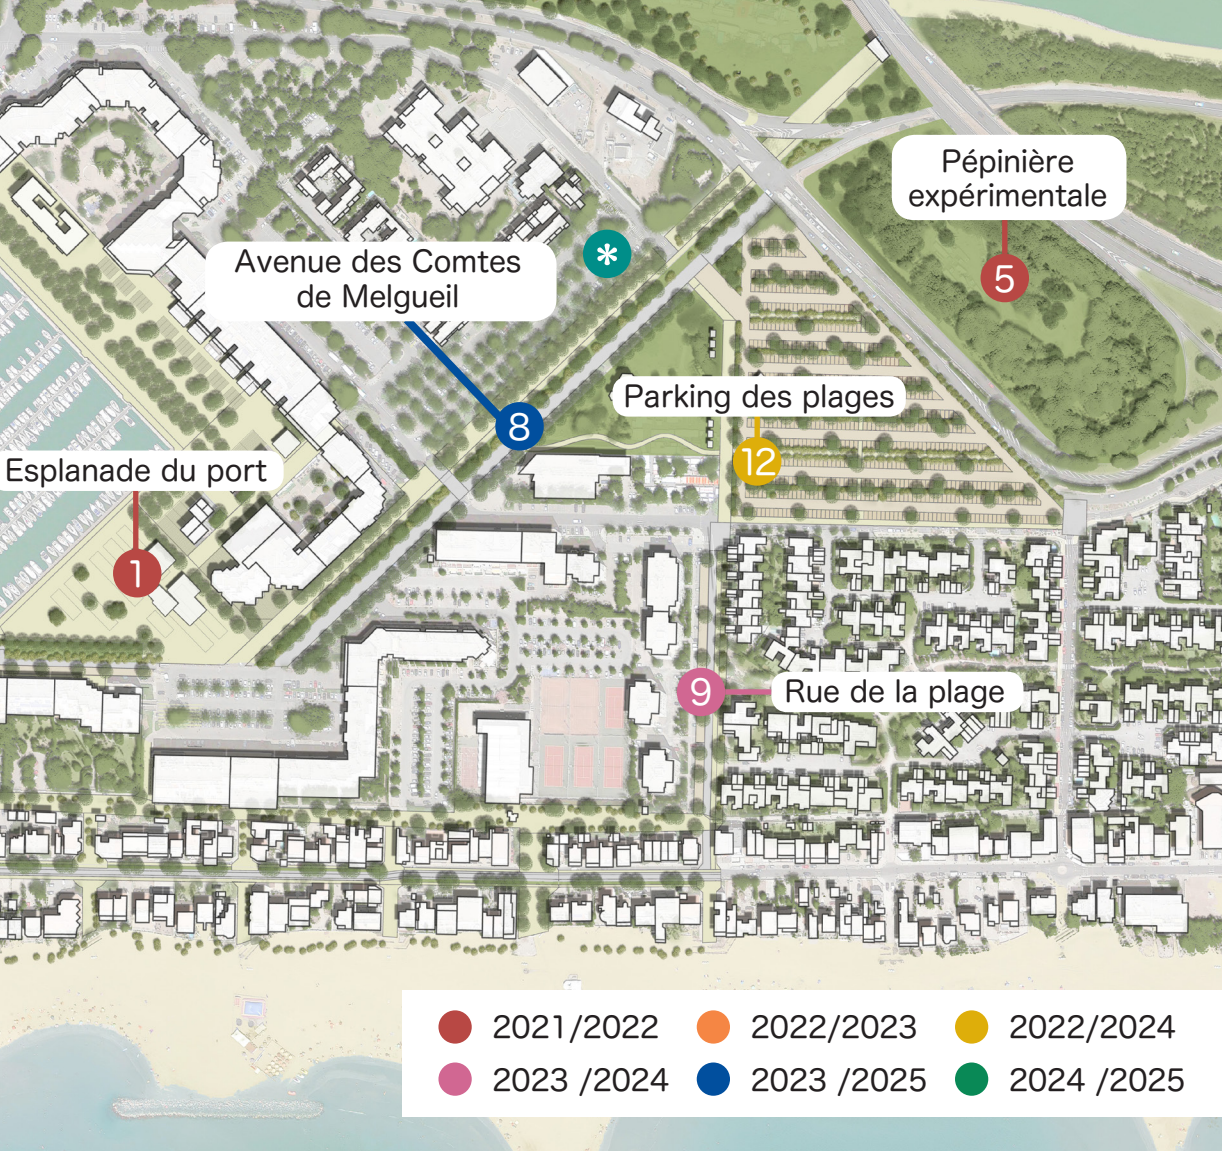 Pépinière
expérimentale
5
*
Avenue des Comtes
de Melgueil
8
Parking des plages
12
Esplanade du port
1
9
Rue de la plage
2021/2022
2022/2023
2022/2024
2023 /2024
2023 /2025
2024 /2025